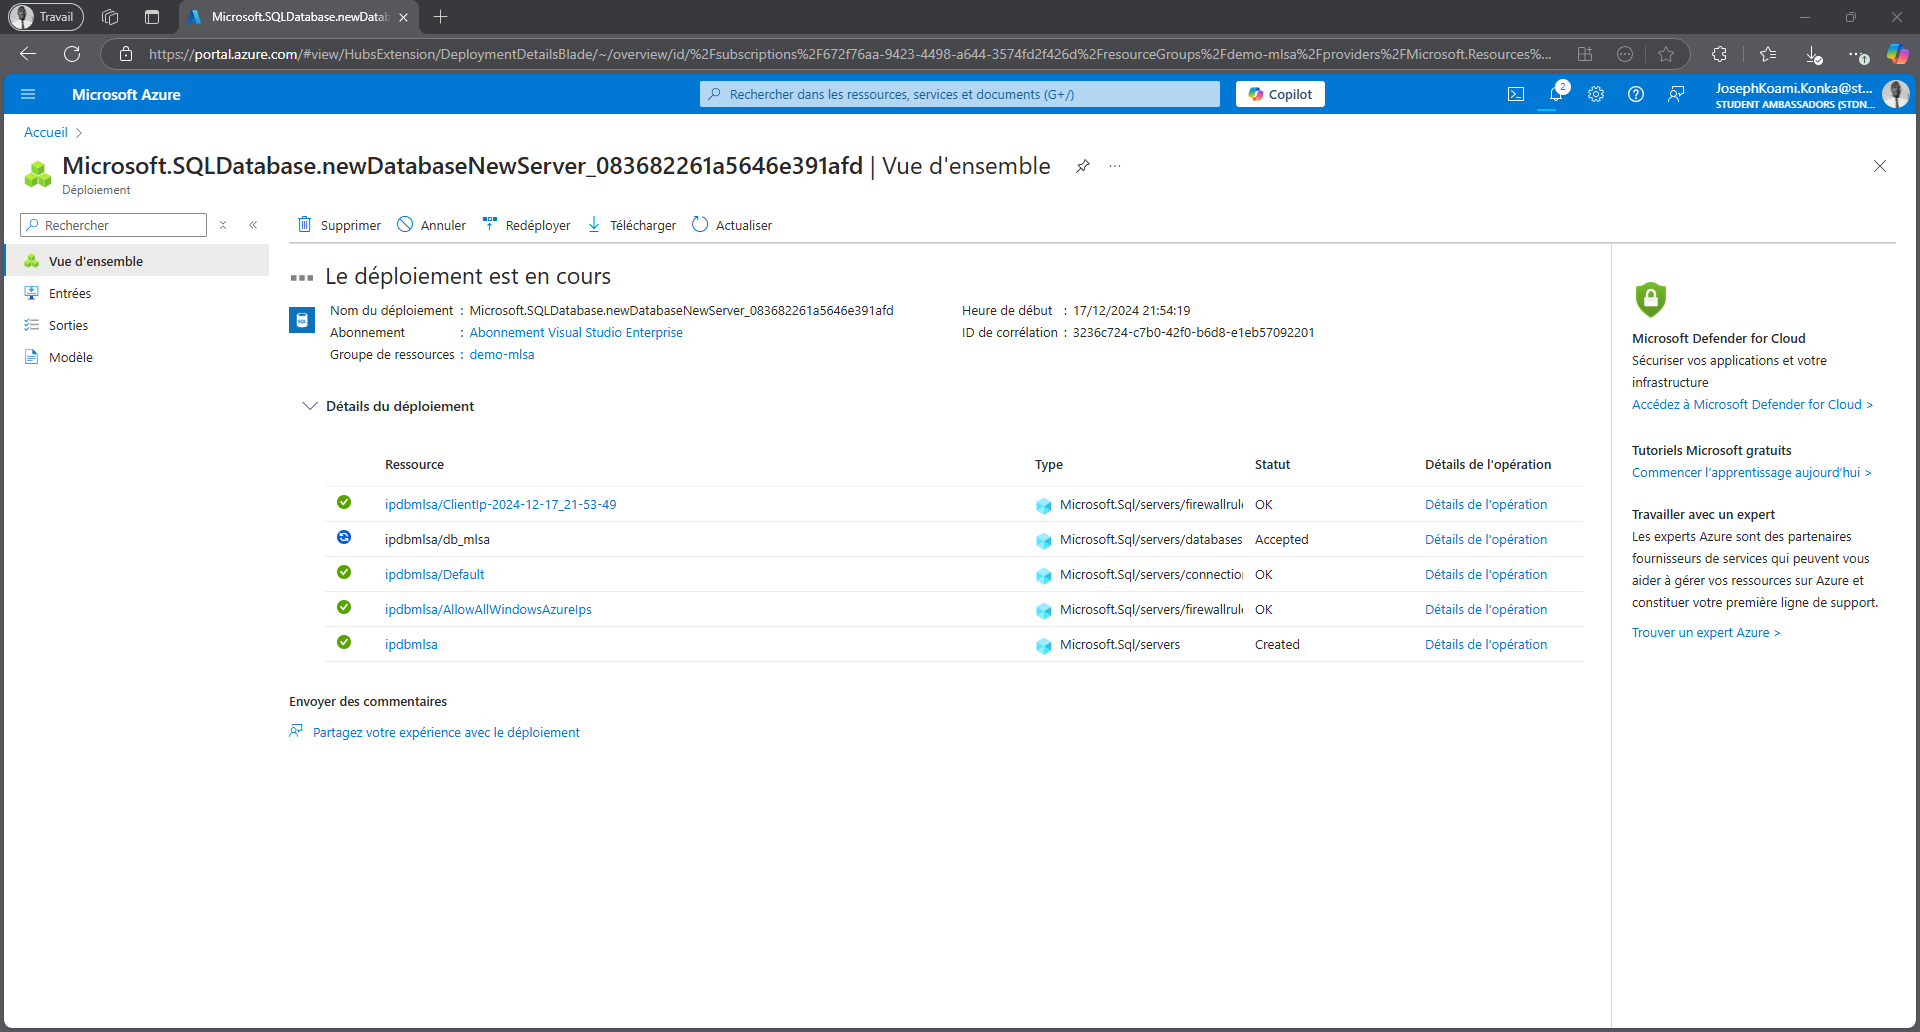 Travail
Microsoft.SQLDatabase.newDatab
https://portal.azure.com/#view/HubsExtension/DeploymentDetailsBlade/~/overview/id/%2Fsubscriptions%2F672f76aa-9423-4498-a644-3574fd2f426d%2FresourceGroups%2Fdemo-mlsa%2Fproviders%2FMicrosoft.Resources%...
Microsoft Azure
Rechercher dans les ressources, services et documents (G+/)
Copilot
2
JosephKoami.Konka@st...
STUDENT AMBASSADORS (STDN...
Accueil
Microsoft.SQLDatabase.newDatabaseNewServer_083682261a5646e391afd | Vue d'ensemble
Déploiement
Rechercher
Supprimer
Annuler
Redéployer
Télécharger
Actualiser
Vue d'ensemble
Entrées
Sorties
Modèle
Le déploiement est en cours
Nom du déploiement : Microsoft.SQLDatabase.newDatabaseNewServer_083682261a5646e391afd
Abonnement : Abonnement Visual Studio Enterprise
Groupe de ressources : demo-mlsa
Heure de début : 17/12/2024 21:54:19
ID de corrélation : 3236c724-c7b0-42f0-b6d8-e1eb57092201
Détails du déploiement
Ressource Type Statut Détails de l'opération
ipdbmlsa/ClientIp-2024-12-17_21-53-49 Microsoft.Sql/servers/firewallrul OK Détails de l'opération
ipdbmlsa/db_mlsa Microsoft.Sql/servers/databases Accepted Détails de l'opération
ipdbmlsa/Default Microsoft.Sql/servers/connection OK Détails de l'opération
ipdbmlsa/AllowAllWindowsAzureIps Microsoft.Sql/servers/firewallrul OK Détails de l'opération
ipdbmlsa Microsoft.Sql/servers Created Détails de l'opération
Envoyer des commentaires
Partagez votre expérience avec le déploiement
Microsoft Defender for Cloud
Sécuriser vos applications et votre
infrastructure
Accédez à Microsoft Defender for Cloud >
Tutoriels Microsoft gratuits
Commencer l’apprentissage aujourd’hui >
Travailler avec un expert
Les experts Azure sont des partenaires
fournisseurs de services qui peuvent vous
aider à gérer vos ressources sur Azure et
constituer votre première ligne de support.
Trouver un expert Azure >